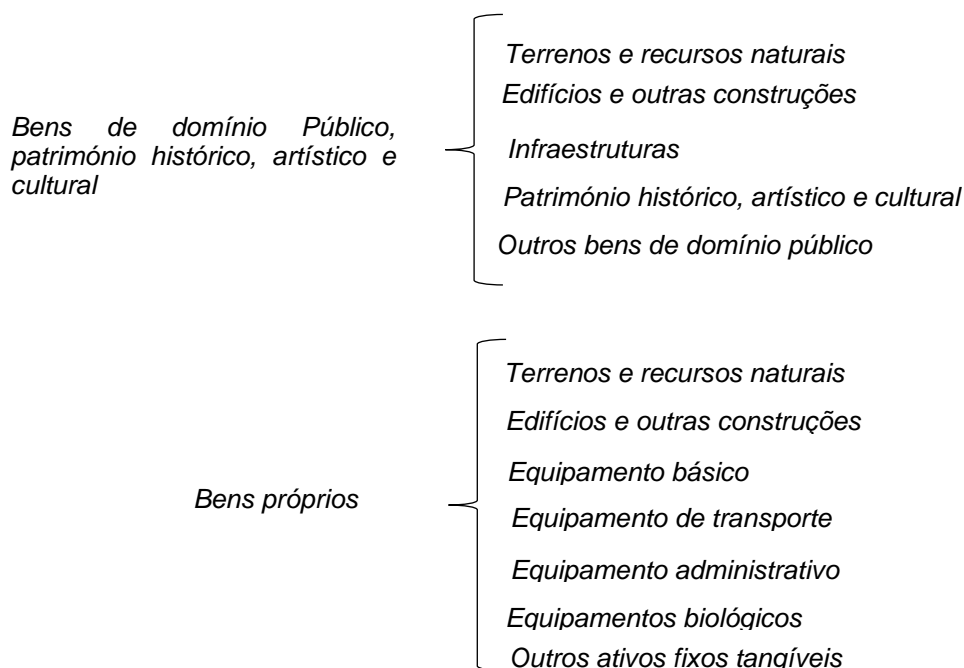 Bens de domínio Público,
património histórico, artístico e
cultural
Terrenos e recursos naturais
Edifícios e outras construções
Infraestruturas
Património histórico, artístico e cultural
Outros bens de domínio público
Bens próprios
Terrenos e recursos naturais
Edifícios e outras construções
Equipamento básico
Equipamento de transporte
Equipamento administrativo
Equipamentos biológicos
Outros ativos fixos tangíveis